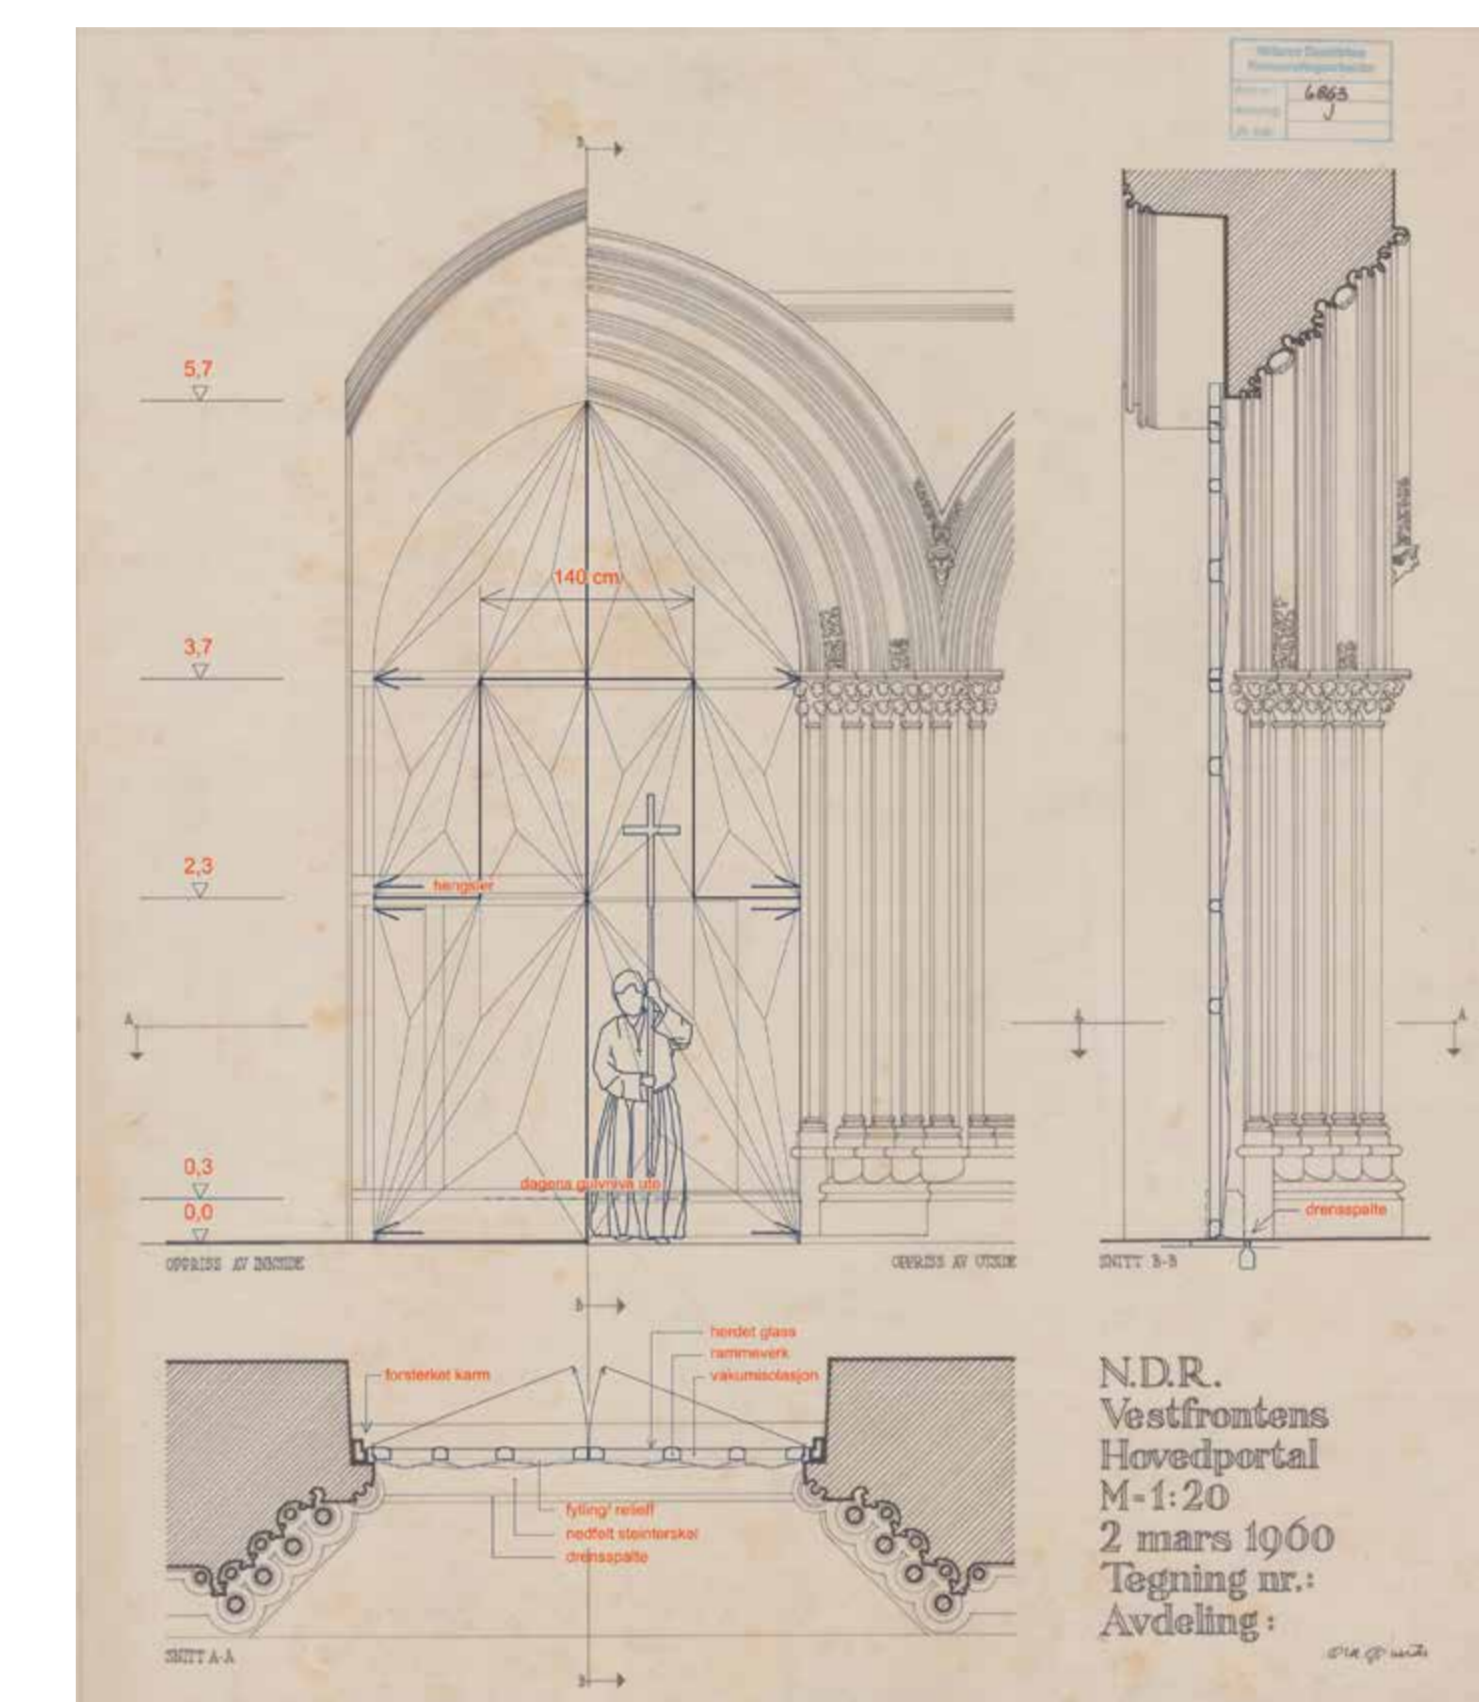 6863
B
5,7
140 cm
3,7
2,3
hengsler
A
A
A
0,3
dagens gulvnivå ute
0,0
drensspalte
OPPRISS AV INNSIDE
OPPRISS AV UTSIDE
SNITT B-B
B
herdet glass
rammeverk
forsterket karm
vakumisolasjon
N.D.R.
Vestfrontens
Hovedportal
M-1:20
2 mars 1960
Tegning nr.:
Avdeling:
fylling/ relieff
nedfelt steinterskel
drensspalte
SNITT A-A
B